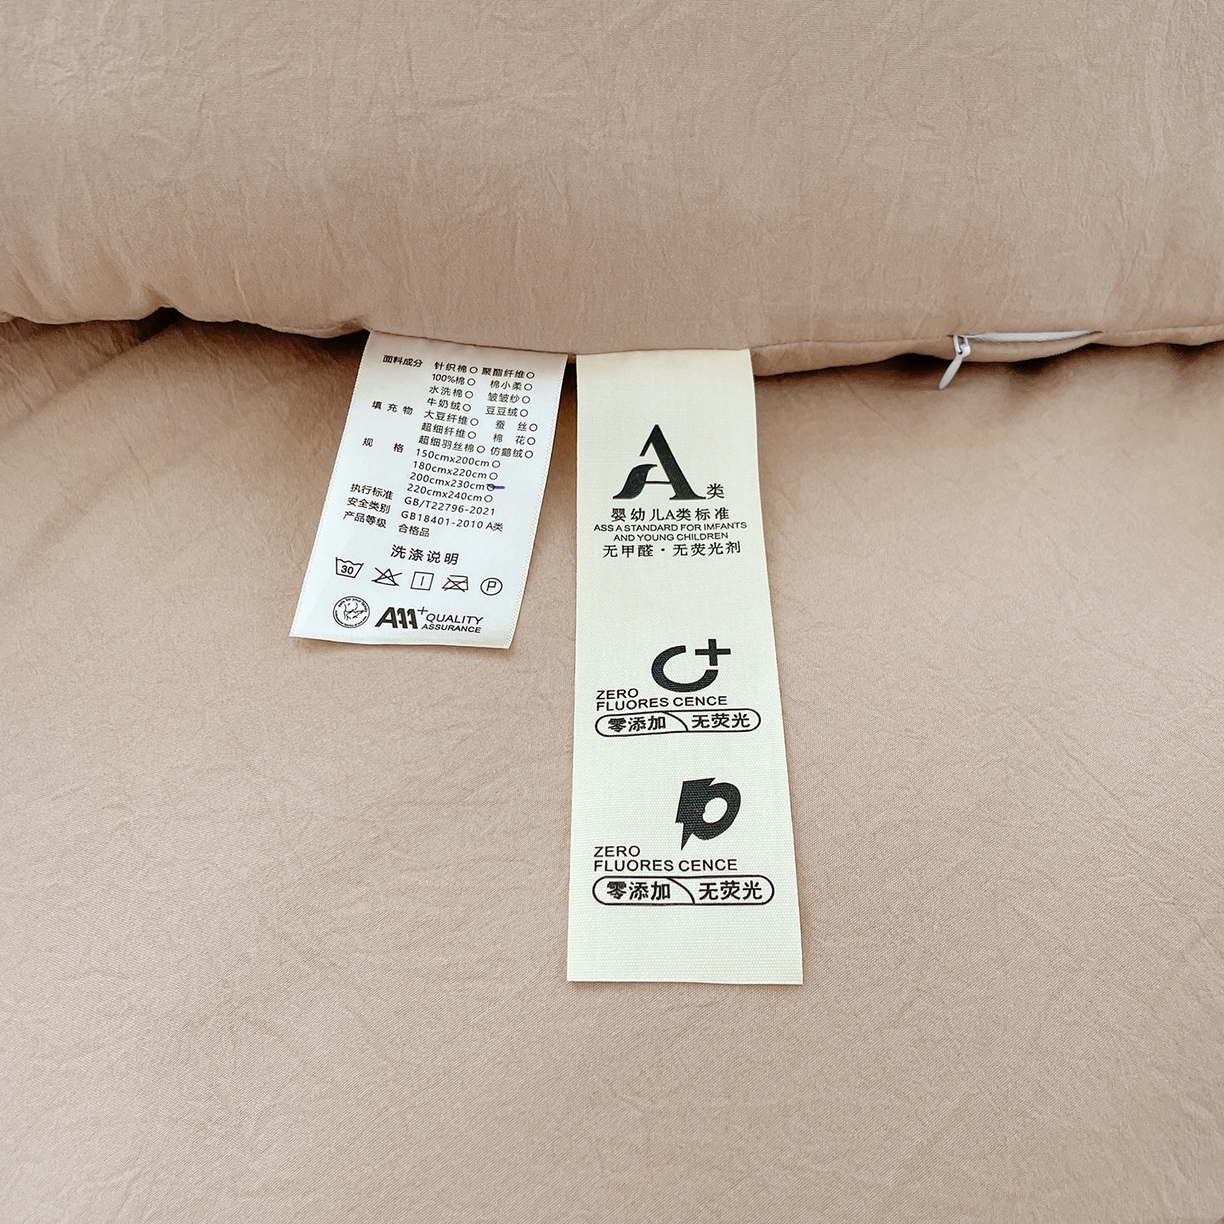 面料成分 针织棉○ 聚酯纤维○
100%棉○ 棉小柔○
水洗棉○ 皱皱纱○
填充物 牛奶绒○ 豆豆绒○
大豆纤维○ 蚕丝○
超细纤维○ 棉花○
超细羽丝棉○ 仿鹅绒○
规格 150cmx200cm○
180cmx220cm○
200cmx230cm○
220cmx240cm○
执行标准 GB/T22796-2021
安全类别 GB18401-2010 A类
产品等级 合格品
洗涤说明
30
P
A11+ QUALITY
ASSURANCE
A类
婴幼儿A类标准
ASS A STANDARD FOR IMFANTS
AND YOUNG CHILDREN
无甲醛·无荧光剂
ZERO
FLUORES CENCE
零添加 无荧光
ZERO
FLUORES CENCE
零添加 无荧光